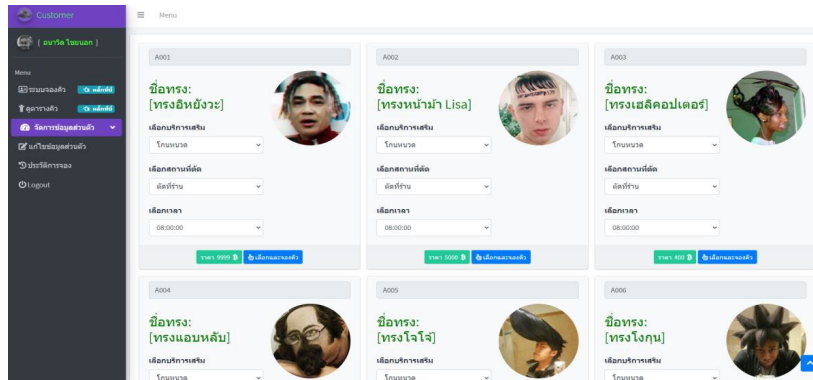 Customer
Menu
[ อนาวิล ไชยนอก ]
Menu
ระบบจองคิว คลิ๊กที่นี่
ดูตารางคิว คลิ๊กที่นี่
จัดการข้อมูลส่วนตัว
แก้ไขข้อมูลส่วนตัว
ประวัติการจอง
Logout
A001
ชื่อทรง:
[ทรงอิหยังวะ]
เลือกบริการเสริม
โกนหนวด
เลือกสถานที่ตัด
ตัดที่ร้าน
เลือกเวลา
08:00:00
ราคา 9999 ฿ เลือกและจองคิว
A002
ชื่อทรง:
[ทรงหน้าม้า Lisa]
เลือกบริการเสริม
โกนหนวด
เลือกสถานที่ตัด
ตัดที่ร้าน
เลือกเวลา
08:00:00
ราคา 5000 ฿ เลือกและจองคิว
A003
ชื่อทรง:
[ทรงเฮลิคอปเตอร์]
เลือกบริการเสริม
โกนหนวด
เลือกสถานที่ตัด
ตัดที่ร้าน
เลือกเวลา
08:00:00
ราคา 400 ฿ เลือกและจองคิว
A004
ชื่อทรง:
[ทรงแอบหลับ]
เลือกบริการเสริม
โกนหนวด
A005
ชื่อทรง:
[ทรงโจโจ้]
เลือกบริการเสริม
โกนหนวด
A006
ชื่อทรง:
[ทรงโงกุน]
เลือกบริการเสริม
โกนหนวด